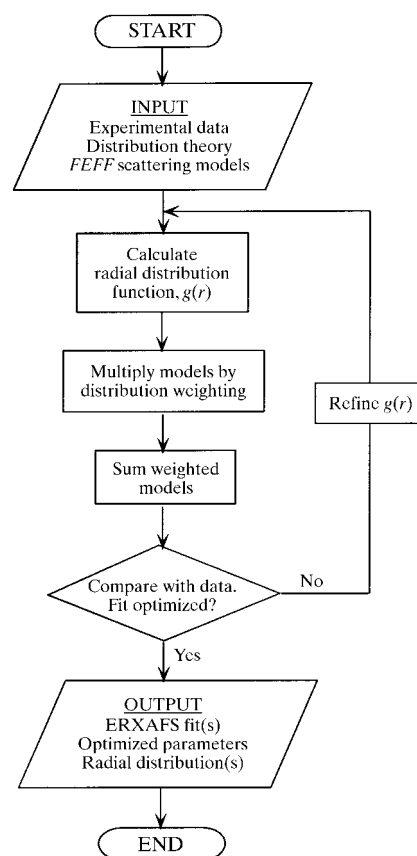 START
INPUT
Experimental data
Distribution theory
FEFF scattering models
Calculate
radial distribution
function, g(r)
Multiply models by
distribution weighting
Refine g(r)
Sum weighted
models
Compare with data.
Fit optimized?
No
Yes
OUTPUT
ERXAFS fit(s)
Optimized parameters
Radial distribution(s)
END